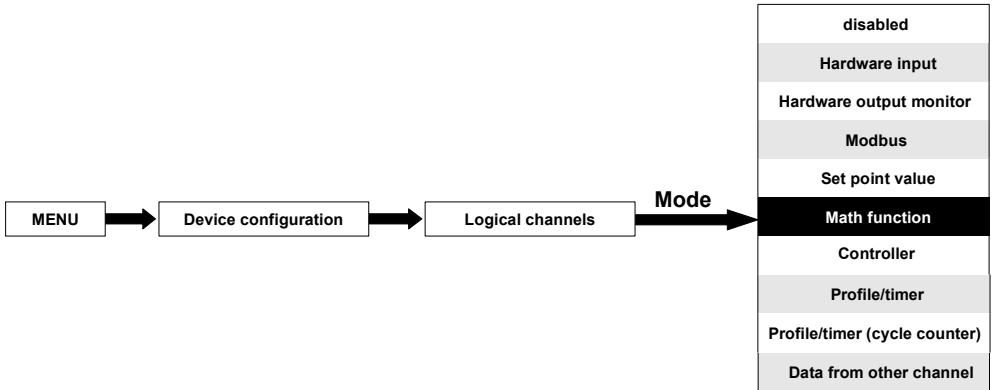 disabled
Hardware input
Hardware output monitor
Modbus
Set point value
MENU
Device configuration
Logical channels
Mode
Math function
Controller
Profile/timer
Profile/timer (cycle counter)
Data from other channel